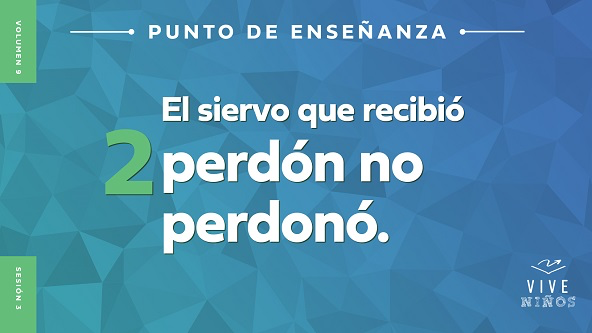 PUNTO DE ENSEÑANZA
VOLUMEN 9
El siervo que recibió
2 perdón no
perdonó.
SESIÓN 3
VIVE
NIÑOS